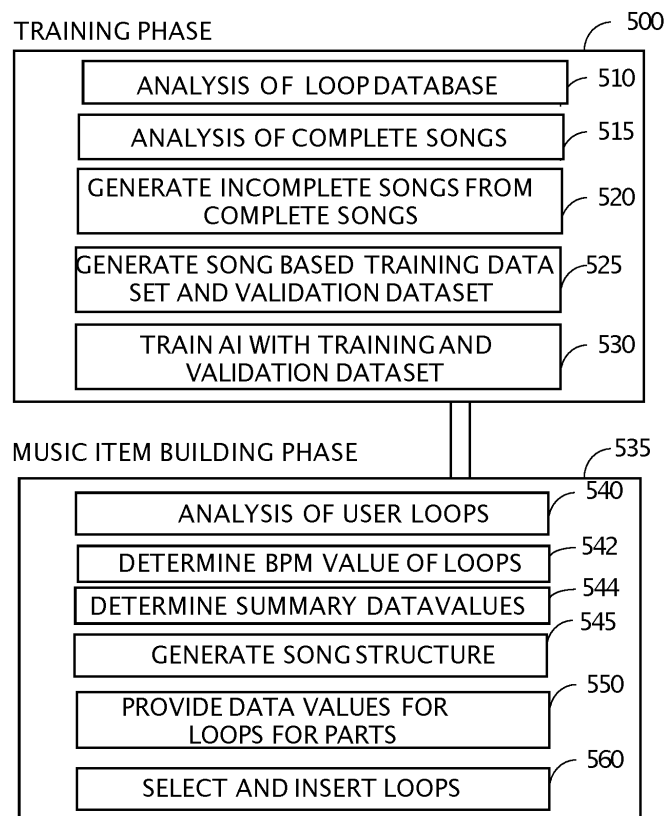 TRAINING PHASE 500
ANALYSIS OF LOOP DATABASE 510
ANALYSIS OF COMPLETE SONGS 515
GENERATE INCOMPLETE SONGS FROM
COMPLETE SONGS 520
GENERATE SONG BASED TRAINING DATA 525
SET AND VALIDATION DATASET
TRAIN AI WITH TRAINING AND 530
VALIDATION DATASET
MUSIC ITEM BUILDING PHASE 535
ANALYSIS OF USER LOOPS 540
DETERMINE BPM VALUE OF LOOPS 542
DETERMINE SUMMARY DATA VALUES 544
GENERATE SONG STRUCTURE 545
PROVIDE DATA VALUES FOR 550
LOOPS FOR PARTS
SELECT AND INSERT LOOPS 560